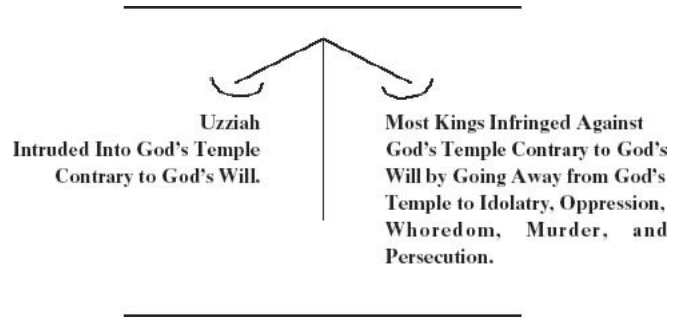 Uzziah
Intruded Into God's Temple
Contrary to God's Will.
Most Kings Infringed Against
God's Temple Contrary to God's
Will by Going Away from God's
Temple to Idolatry, Oppression,
Whoredom, Murder, and
Persecution.